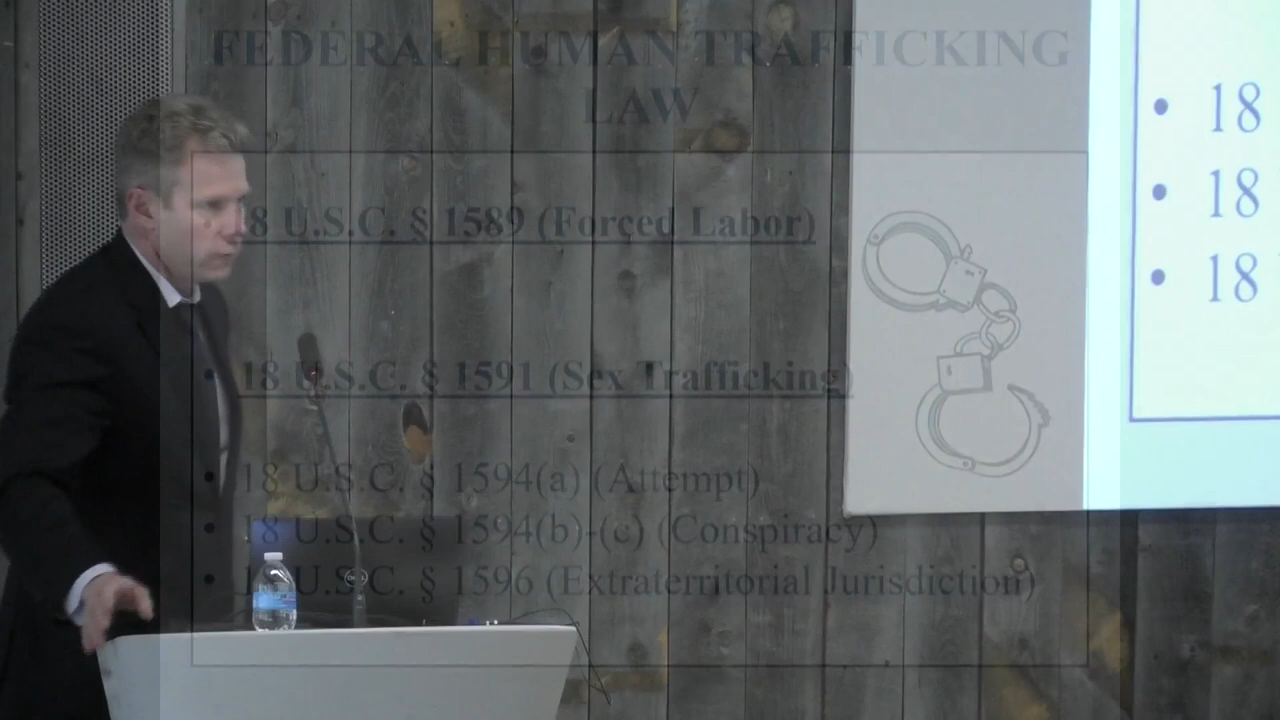 FEDERAL HUMAN TRAFFICKING
LAW
18 U.S.C. § 1589 (Forced Labor)
• 18 U.S.C. § 1591 (Sex Trafficking)
• 18 U.S.C. § 1594(a) (Attempt)
• 18 U.S.C. § 1594(b)-(c) (Conspiracy)
• 18 U.S.C. § 1596 (Extraterritorial Jurisdiction)
• 18
• 18
• 18